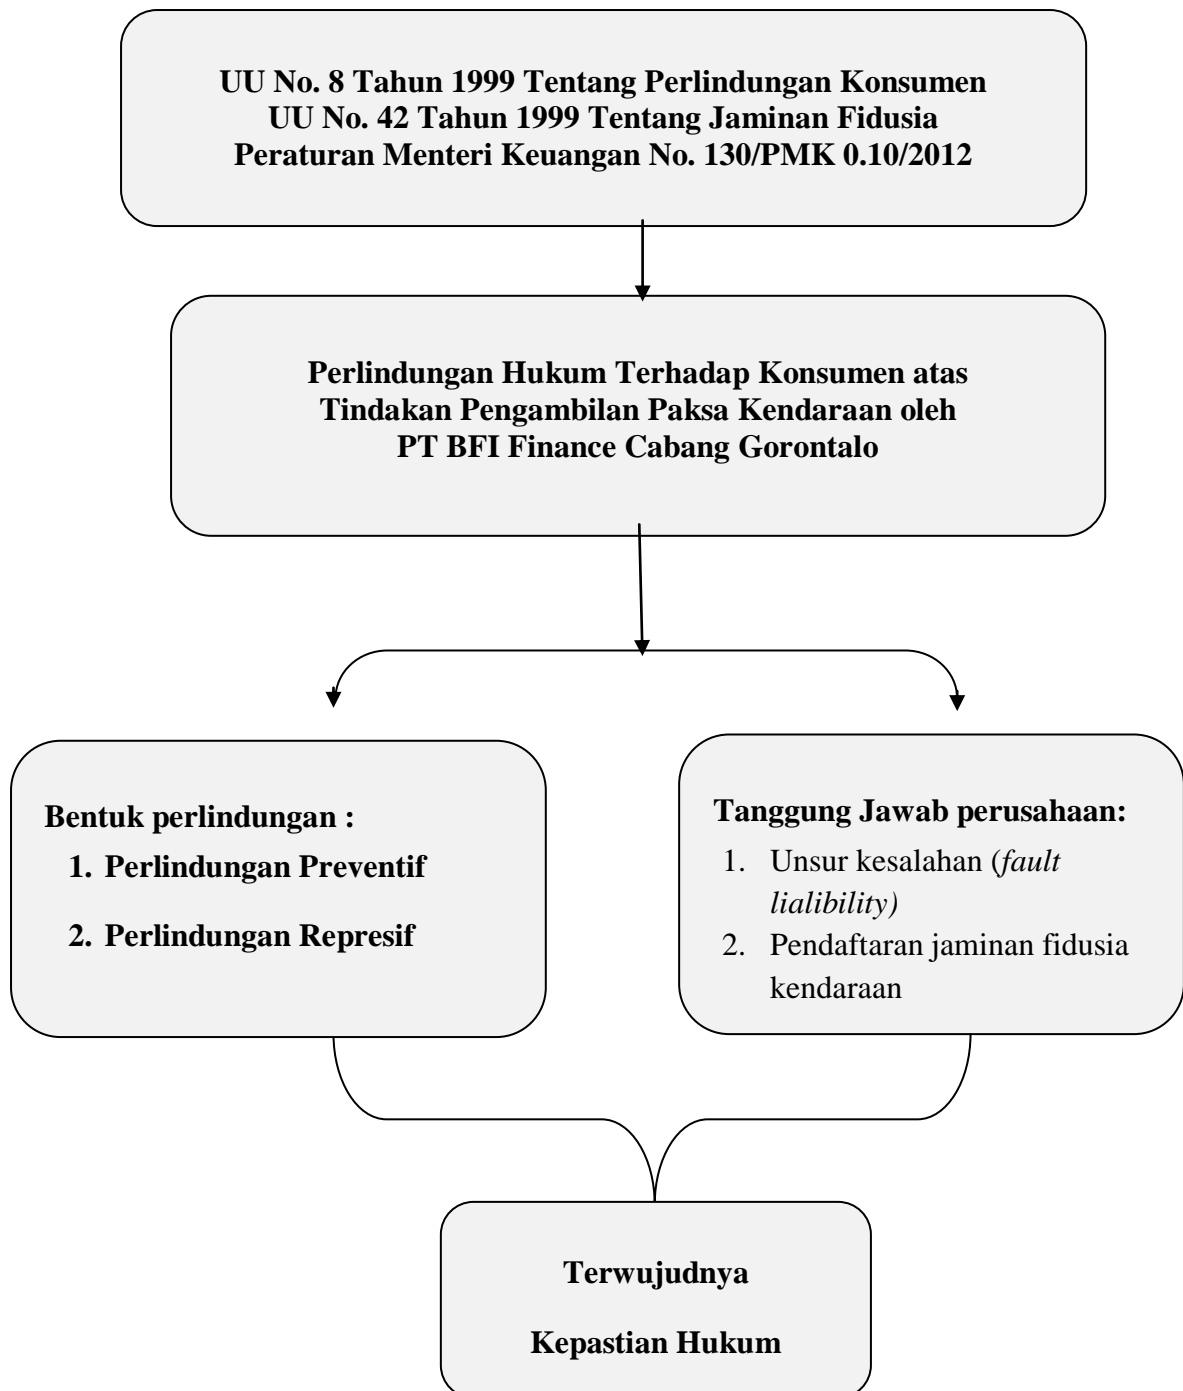 UU No. 8 Tahun 1999 Tentang Perlindungan Konsumen
UU No. 42 Tahun 1999 Tentang Jaminan Fidusia
Peraturan Menteri Keuangan No. 130/PMK 0.10/2012
Perlindungan Hukum Terhadap Konsumen atas
Tindakan Pengambilan Paksa Kendaraan oleh
PT BFI Finance Cabang Gorontalo
Bentuk perlindungan :
1. Perlindungan Preventif
2. Perlindungan Represif
Tanggung Jawab perusahaan:
1. Unsur kesalahan (fault
lialibility)
2. Pendaftaran jaminan fidusia
kendaraan
Terwujudnya
Kepastian Hukum